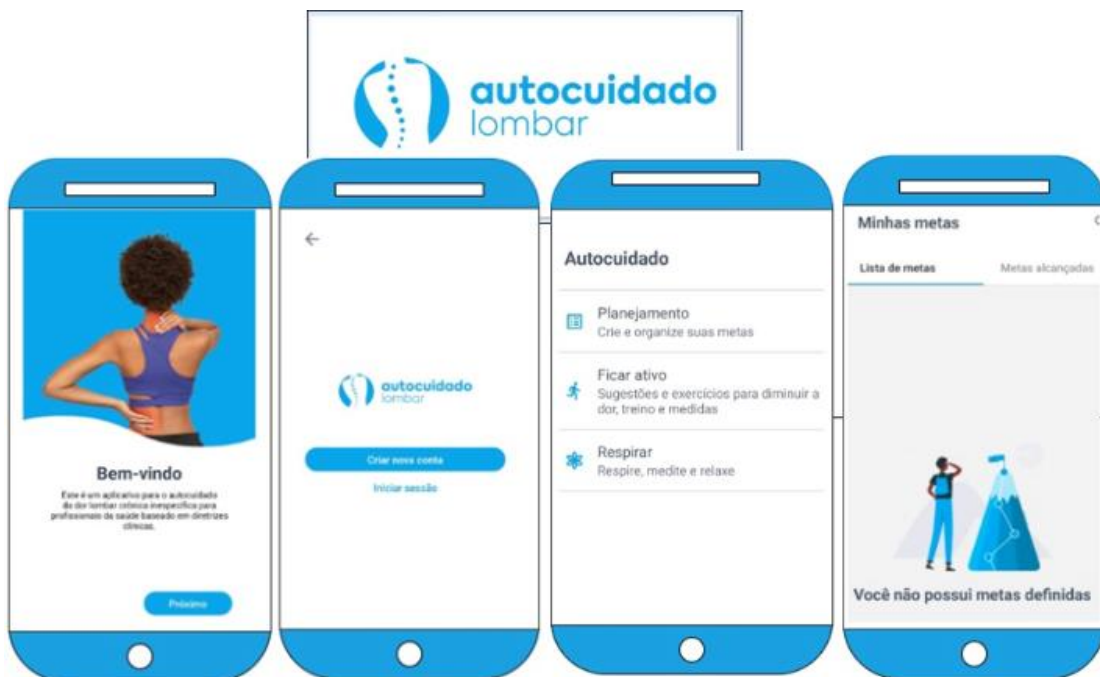 autocuidado
lombar
Bem-vindo
Este é um aplicativo para o autocuidado
da dor lombar crônica inespecífica para
profissionais da saúde baseado em diretrizes
clínicas.
Próximo
autocuidado
lombar
Criar nova conta
Iniciar sessão
Autocuidado
Planejamento
Crie e organize suas metas
Ficar ativo
Sugestões e exercícios para diminuir a
dor, treino e medidas
Respirar
Respire, medite e relaxe
Minhas metas
Lista de metas
Metas alcançadas
Você não possui metas definidas